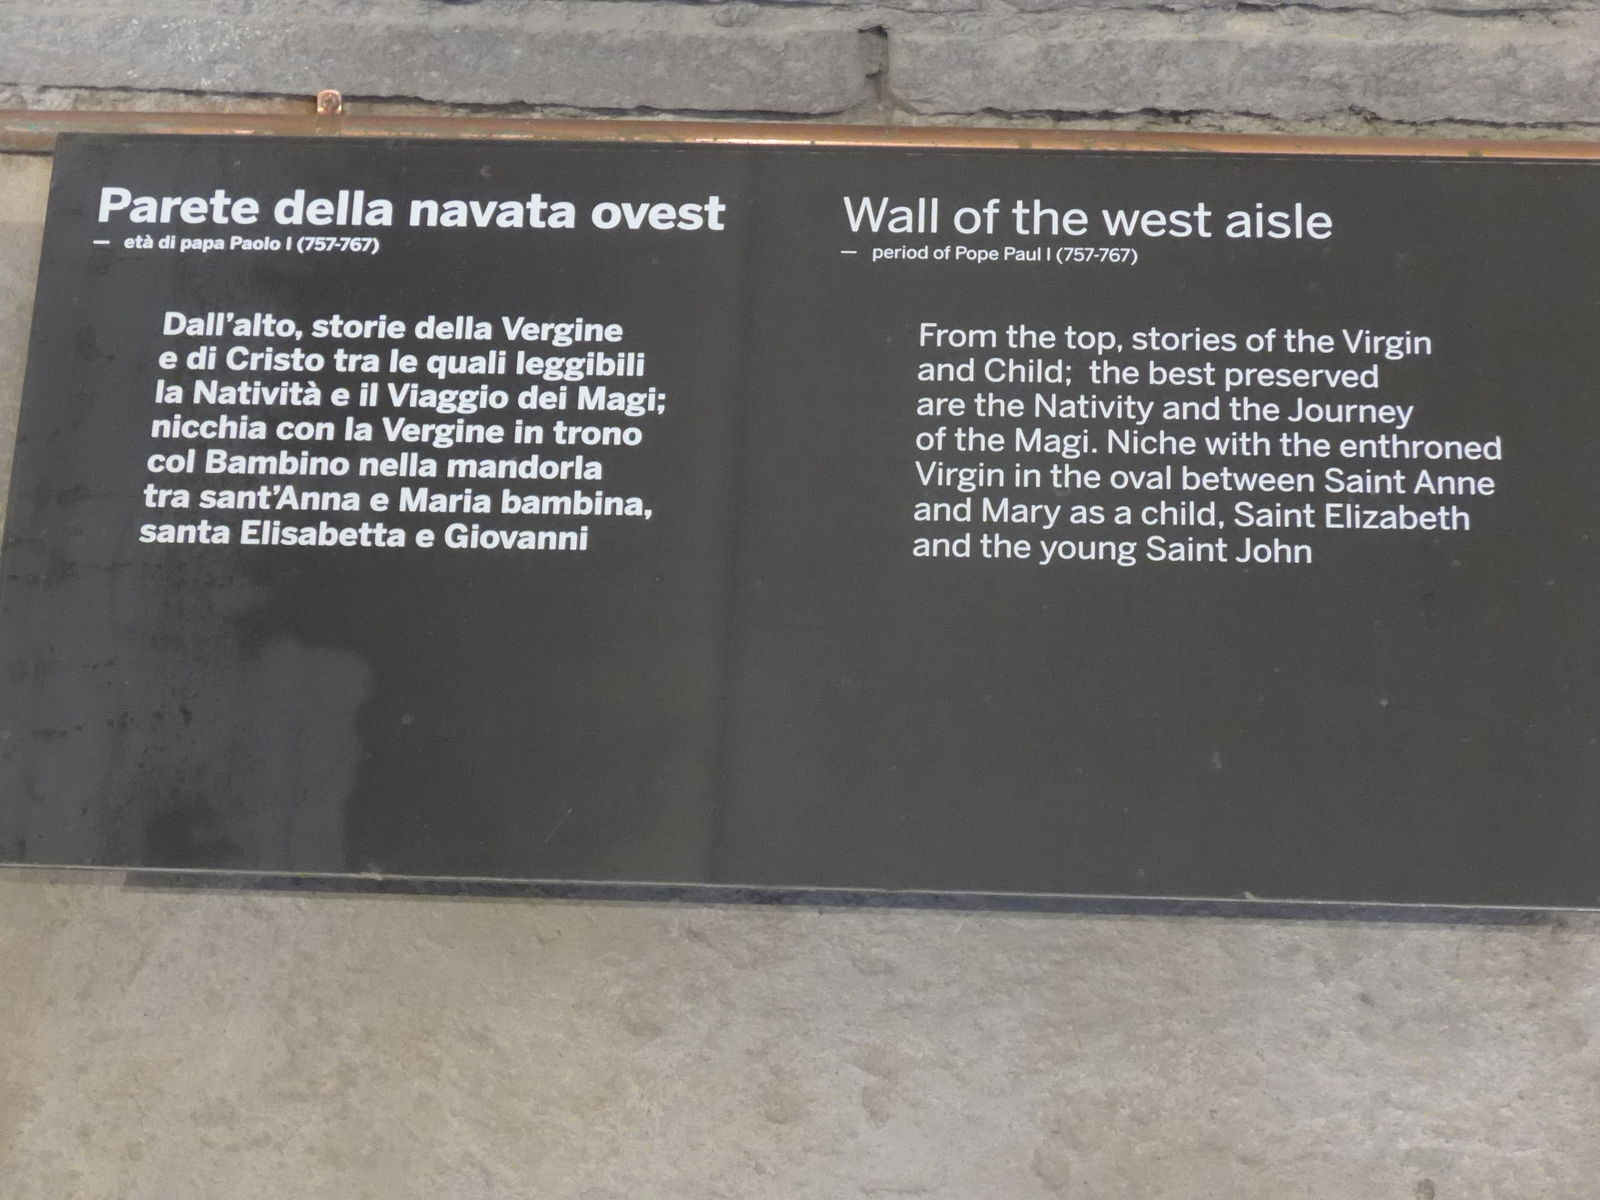 Parete della navata ovest
— età di papa Paolo I (757-767)
Dall'alto, storie della Vergine
e di Cristo tra le quali leggibili
la Natività e il Viaggio dei Magi;
nicchia con la Vergine in trono
col Bambino nella mandorla
tra sant'Anna e Maria bambina,
santa Elisabetta e Giovanni
Wall of the west aisle
— period of Pope Paul I (757-767)
From the top, stories of the Virgin
and Child; the best preserved
are the Nativity and the Journey
of the Magi. Niche with the enthroned
Virgin in the oval between Saint Anne
and Mary as a child, Saint Elizabeth
and the young Saint John